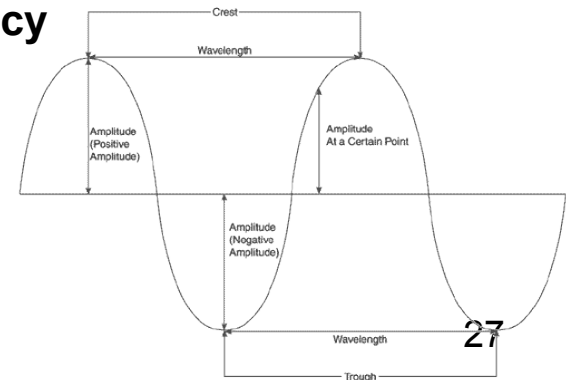 cy
Crest
Wavelength
Amplitude
(Positive
Amplitude)
Amplitude
At a Certain Point
Amplitude
(Negative
Amplitude)
Wavelength
27
Trough